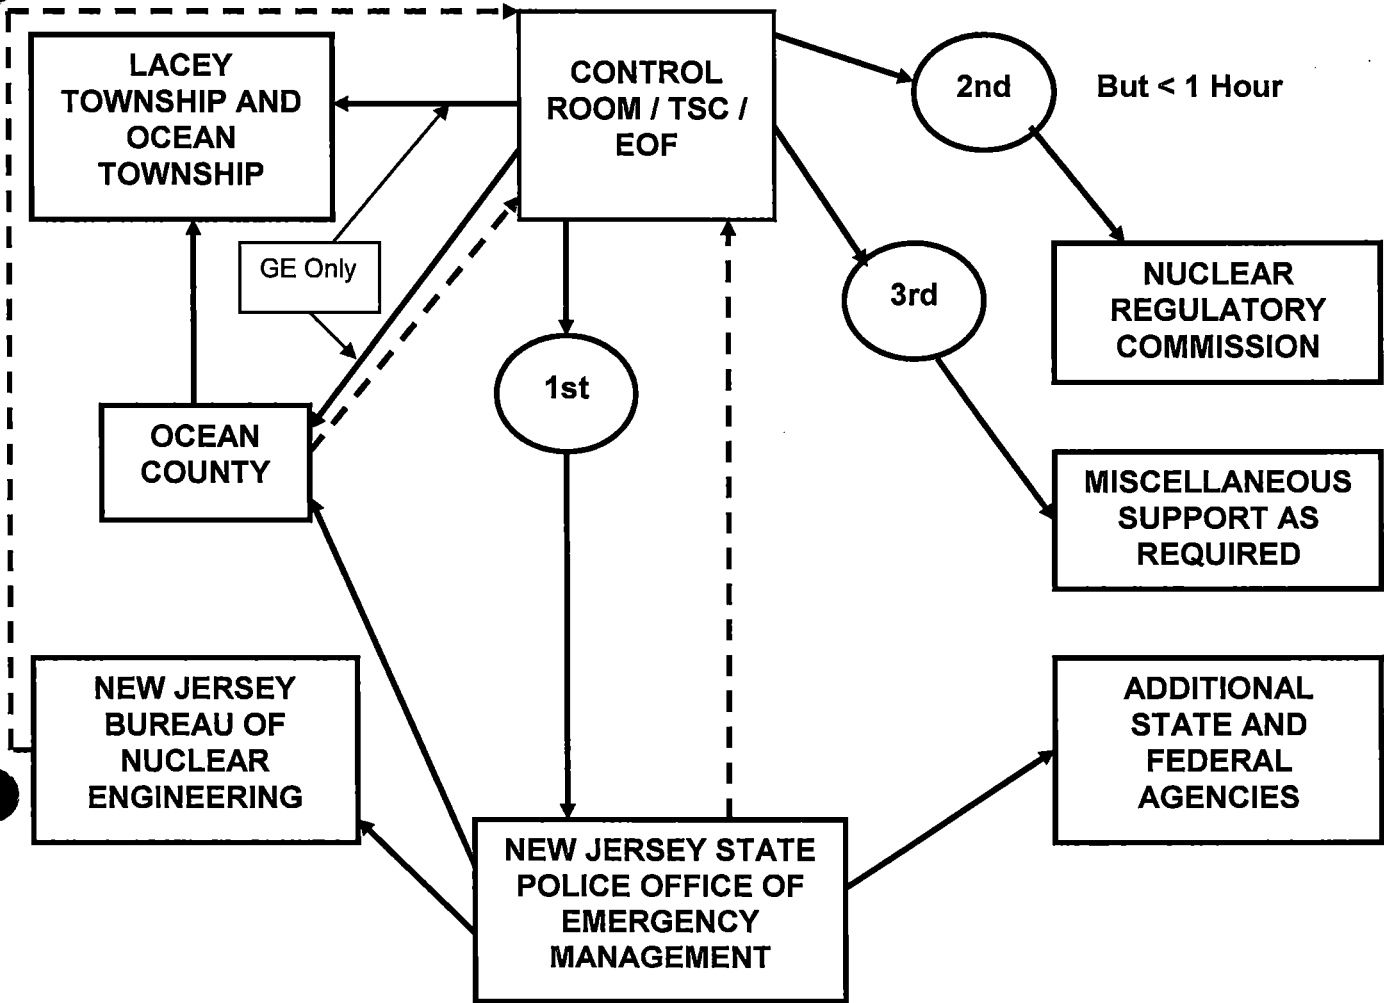 LACEY
TOWNSHIP AND
OCEAN
TOWNSHIP
CONTROL
ROOM / TSC /
EOF
2nd
But < 1 Hour
GE Only
3rd
NUCLEAR
REGULATORY
COMMISSION
1st
OCEAN
COUNTY
MISCELLANEOUS
SUPPORT AS
REQUIRED
NEW JERSEY
BUREAU OF
NUCLEAR
ENGINEERING
ADDITIONAL
STATE AND
FEDERAL
AGENCIES
NEW JERSEY STATE
POLICE OFFICE OF
EMERGENCY
MANAGEMENT